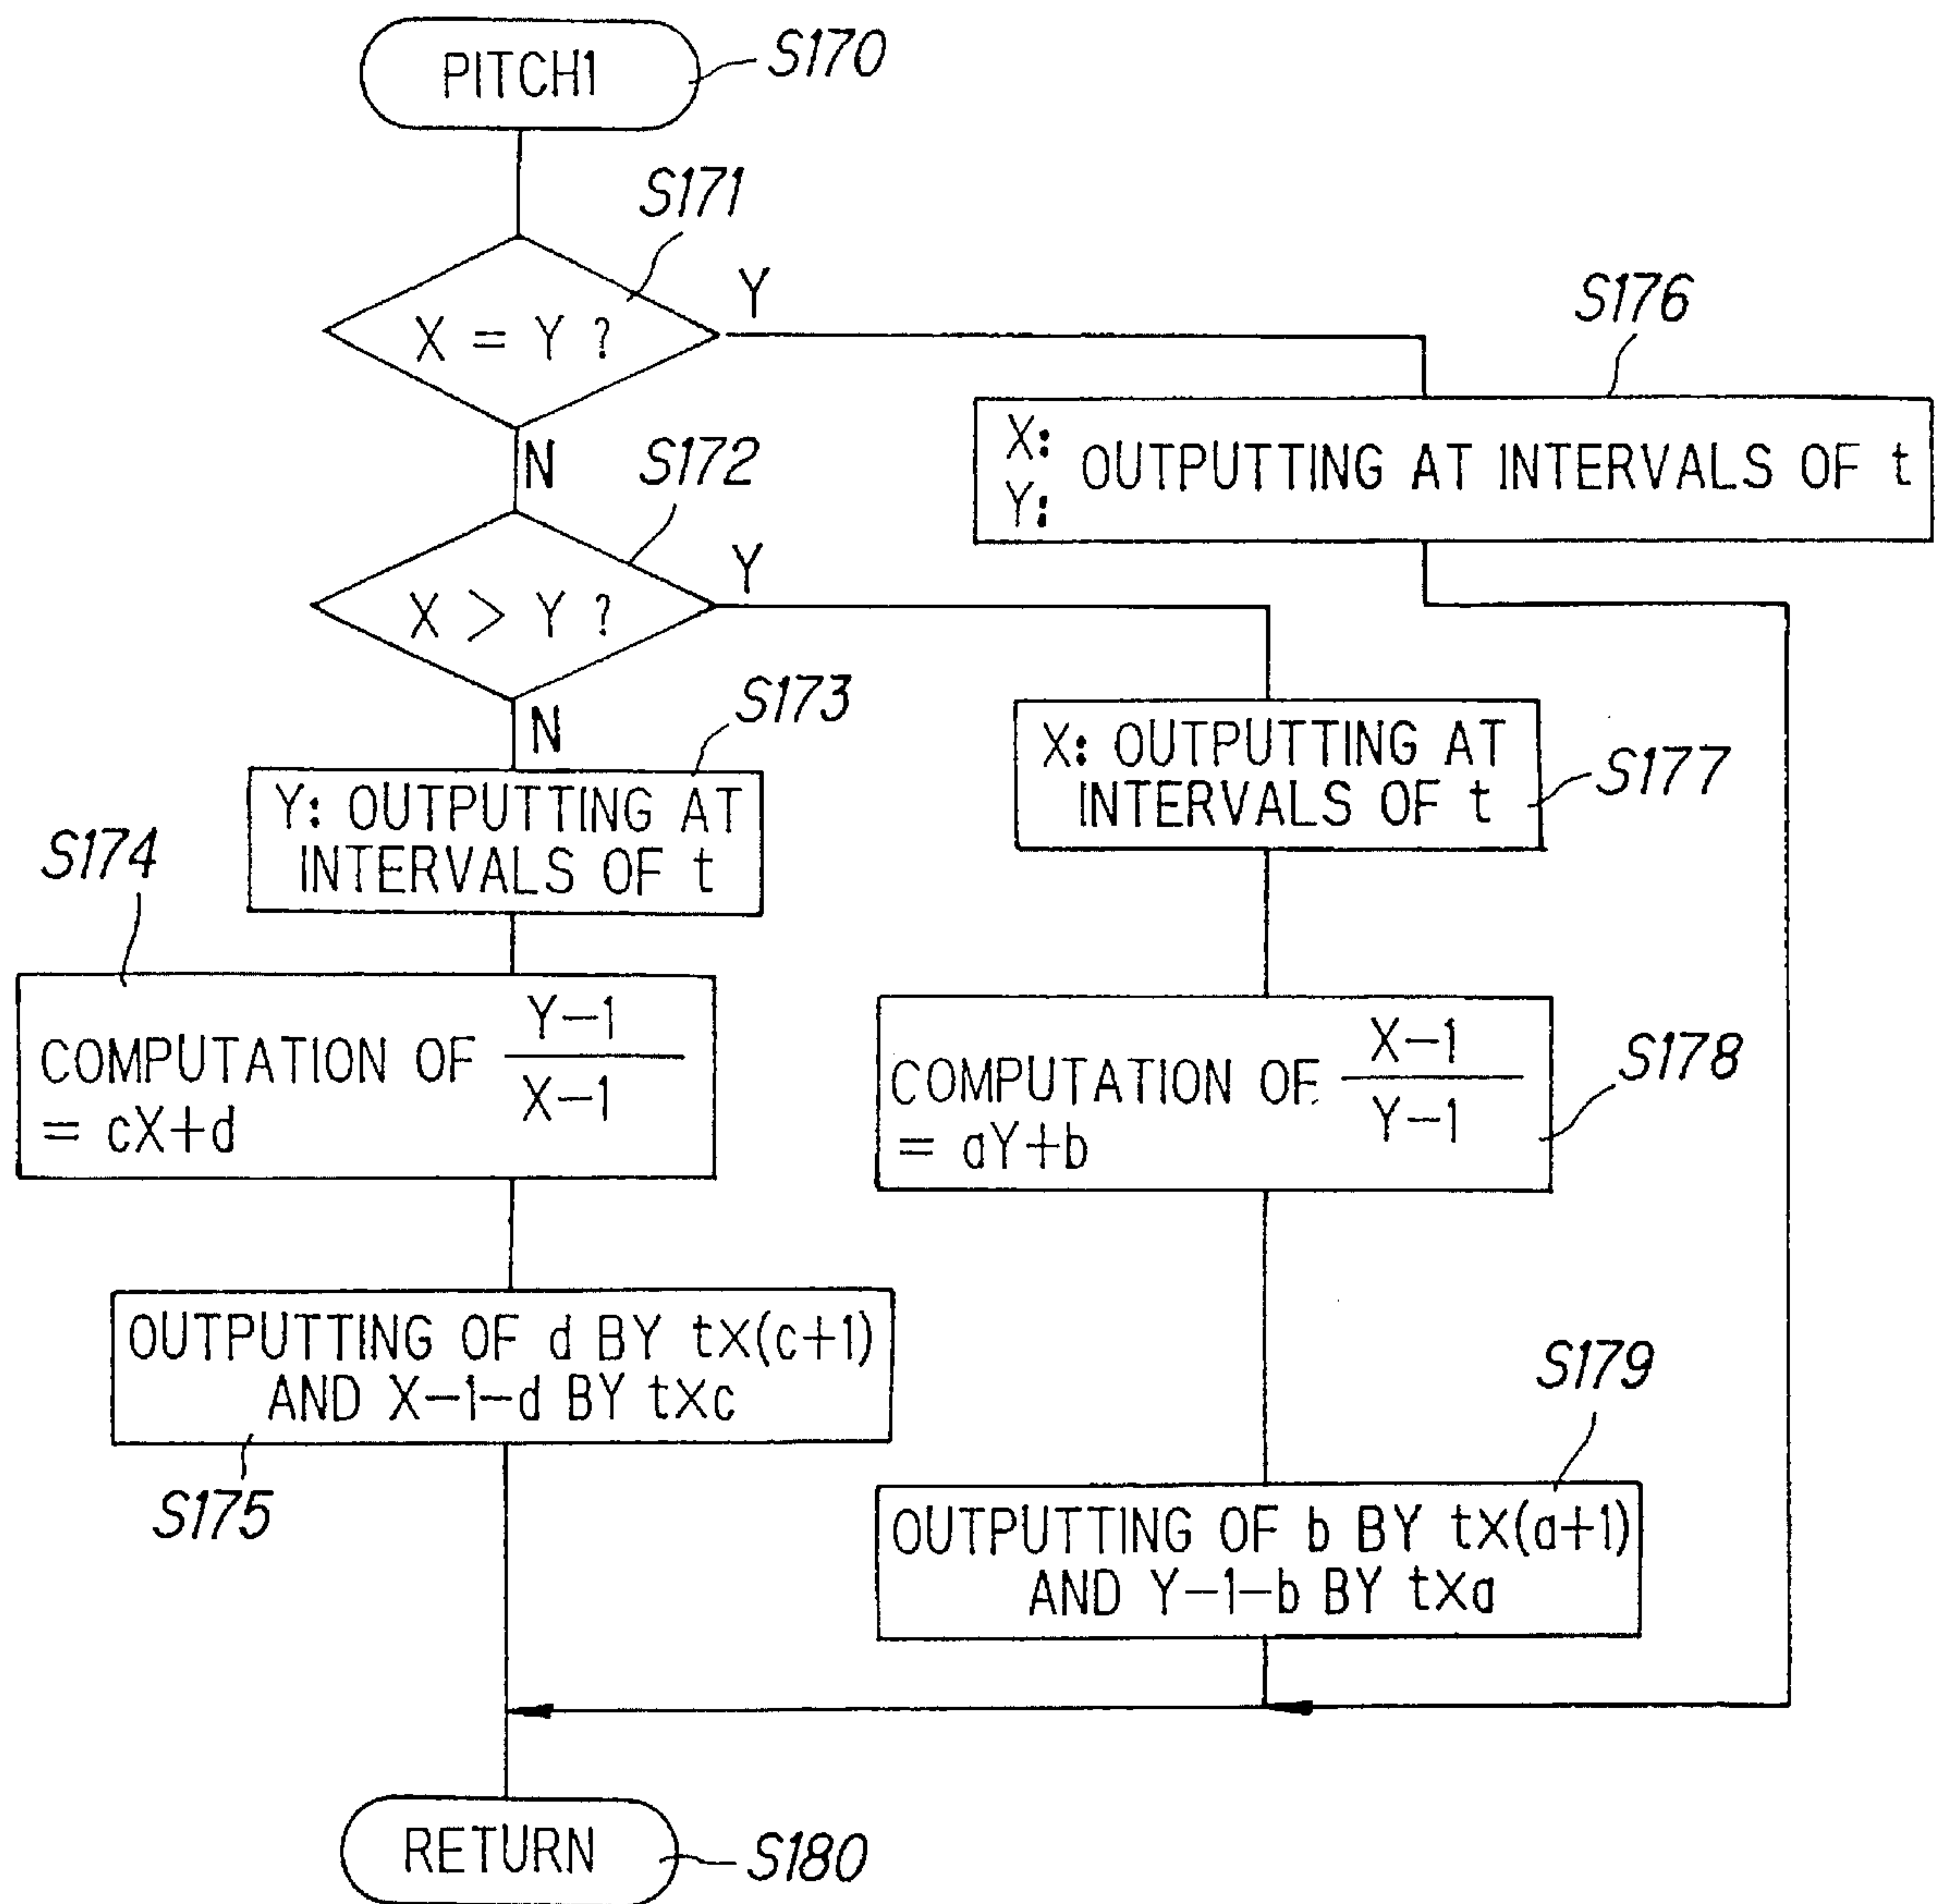 PITCH1
S170
S171
X = Y ?
Y
N
S176
X:
Y:
OUTPUTTING AT INTERVALS OF t
S172
X > Y ?
Y
N
S173
Y: OUTPUTTING AT
INTERVALS OF t
X: OUTPUTTING AT
INTERVALS OF t
S177
S174
COMPUTATION OF Y-1
X-1
= cX+d
COMPUTATION OF X-1
Y-1
= aY+b
S178
OUTPUTTING OF d BY tX(c+1)
AND X-1-d BY tXc
S175
S179
OUTPUTTING OF b BY tX(a+1)
AND Y-1-b BY tXa
RETURN
S180